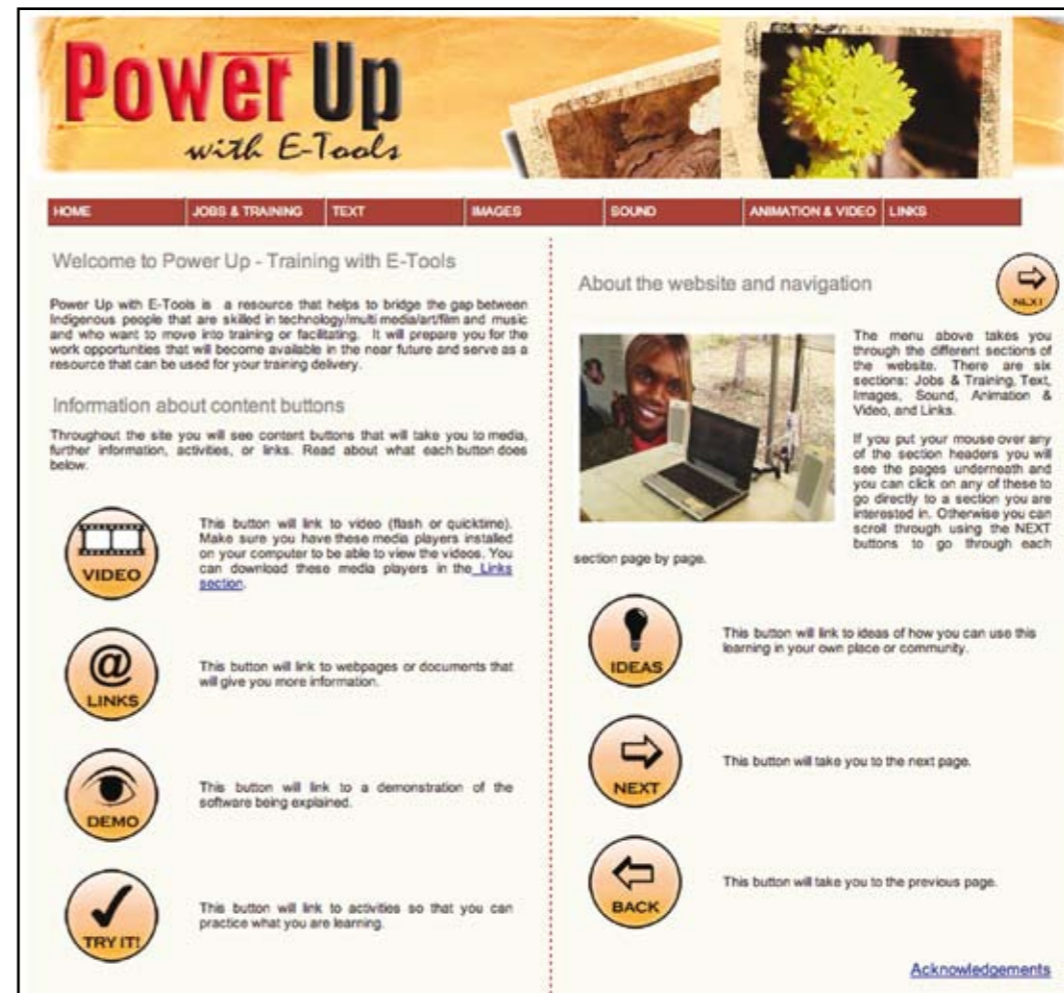 Power Up
with E-Tools
HOME
JOBS & TRAINING
TEXT
IMAGES
SOUND
ANIMATION & VIDEO
LINKS
Welcome to Power Up - Training with E-Tools
Power Up with E-Tools is a resource that helps to bridge the gap between
Indigenous people that are skilled in technology/multi media/art/film and music
and who want to move into training or facilitating. It will prepare you for the
work opportunities that will become available in the near future and serve as a
resource that can be used for your training delivery.
Information about content buttons
Throughout the site you will see content buttons that will take you to media,
further information, activities, or links. Read about what each button does
below.
VIDEO
This button will link to video (flash or quicktime).
Make sure you have these media players installed
on your computer to be able to view the videos. You
can download these media players in the Links
section.
@
LINKS
This button will link to webpages or documents that
will give you more information.
DEMO
This button will link to a demonstration of the
software being explained.
TRY IT!
This button will link to activities so that you can
practice what you are learning.
About the website and navigation
NEXT
The menu above takes you
through the different sections of
the website. There are six
sections: Jobs & Training, Text,
Images, Sound, Animation &
Video, and Links.
If you put your mouse over any
of the section headers you will
see the pages underneath and
you can click on any of these to
go directly to a section you are
interested in. Otherwise you can
scroll through using the NEXT
buttons to go through each
section page by page.
IDEAS
This button will link to ideas of how you can use this
learning in your own place or community.
NEXT
This button will take you to the next page.
BACK
This button will take you to the previous page.
Acknowledgements